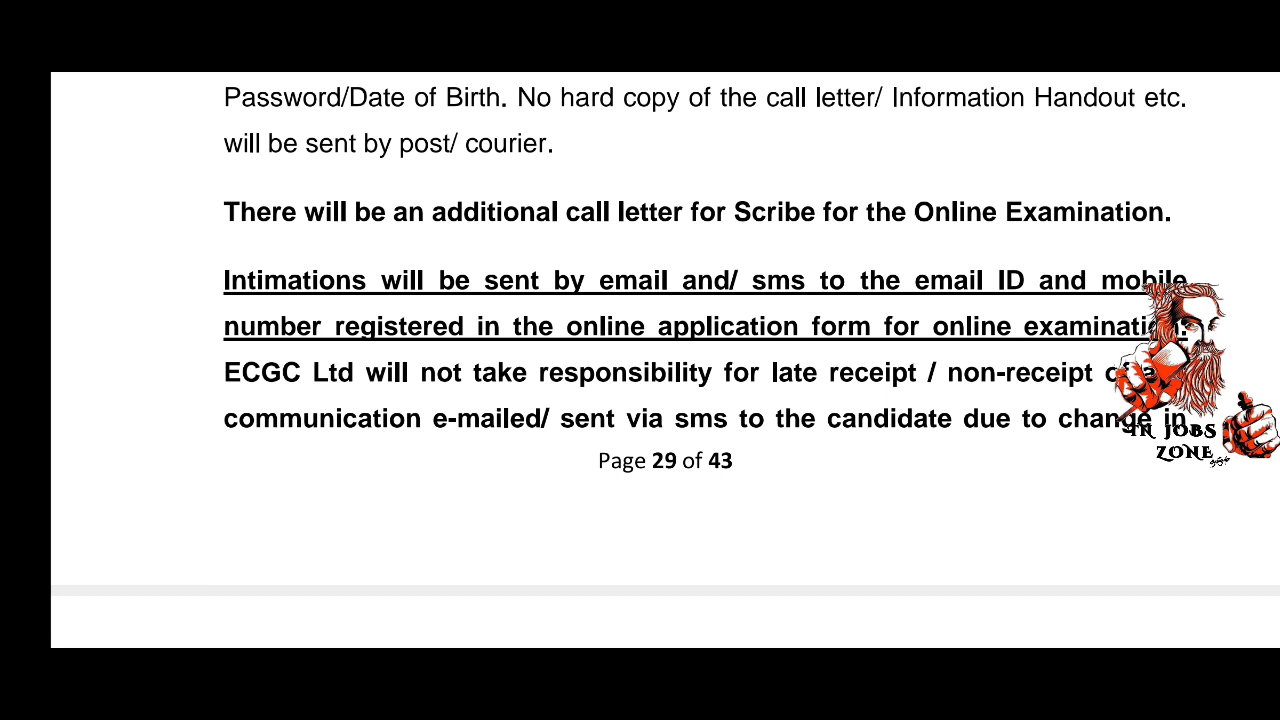 Password/Date of Birth. No hard copy of the call letter/ Information Handout etc.
will be sent by post/ courier.
There will be an additional call letter for Scribe for the Online Examination.
Intimations will be sent by email and/ sms to the email ID and mobile
number registered in the online application form for online examination.
ECGC Ltd will not take responsibility for late receipt / non-receipt
communication e-mailed/ sent via sms to the candidate due to change in
IN JOBS
ZONE
Page 29 of 43